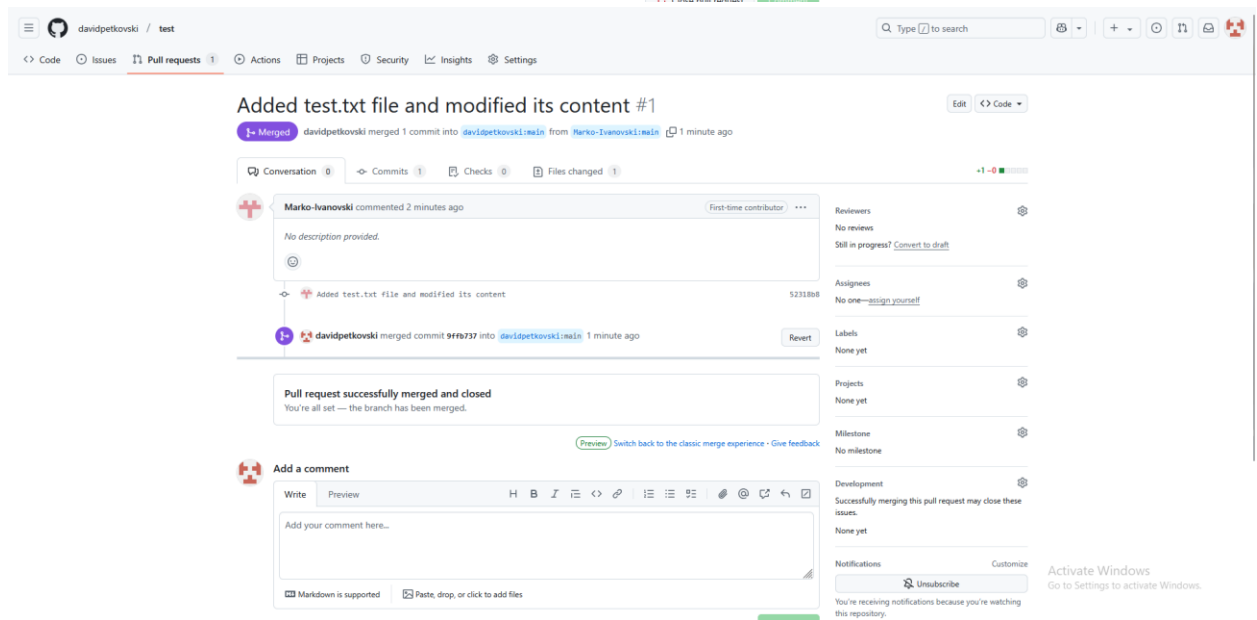 Close pull request
davidpetkovski / test
Type / to search
Code Issues Pull requests 1 Actions Projects Security Insights Settings
Added test.txt file and modified its content #1
Edit Code
Merged davidpetkovski merged 1 commit into davidpetkovski:main from Marko-Ivanovski:main 1 minute ago
Conversation 0 Commits 1 Checks 0 Files changed 1
+1 −0
Marko-Ivanovski commented 2 minutes ago
First-time contributor
No description provided.
Added test.txt file and modified its content
52318b8
davidpetkovski merged commit 9ffb737 into davidpetkovski:main 1 minute ago
Revert
Pull request successfully merged and closed
You're all set — the branch has been merged.
Preview Switch back to the classic merge experience · Give feedback
Add a comment
Write Preview
Add your comment here...
Markdown is supported
Paste, drop, or click to add files
Reviewers
No reviews
Still in progress? Convert to draft
Assignees
No one—assign yourself
Labels
None yet
Projects
None yet
Milestone
No milestone
Development
Successfully merging this pull request may close these
issues.
None yet
Notifications
Customize
Unsubscribe
You're receiving notifications because you're watching
this repository.
Activate Windows
Go to Settings to activate Windows.